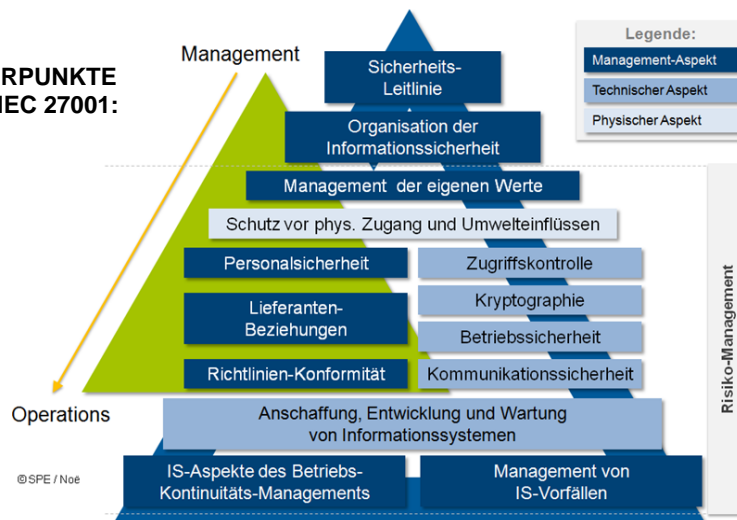 RPUNKTE
IEC 27001:
Management
Sicherheits-
Leitlinie
Organisation der
Informationssicherheit
Legende:
Management-Aspekt
Technischer Aspekt
Physischer Aspekt
Management der eigenen Werte
Schutz vor phys. Zugang und Umwelteinflüssen
Personalsicherheit
Zugriffskontrolle
Lieferanten-
Beziehungen
Kryptographie
Betriebssicherheit
Richtlinien-Konformität
Kommunikationssicherheit
Operations
Anschaffung, Entwicklung und Wartung
von Informationssystemen
IS-Aspekte des Betriebs-
Kontinuitäts-Managements
Management von
IS-Vorfällen
Risiko-Management
©SPE / Noë